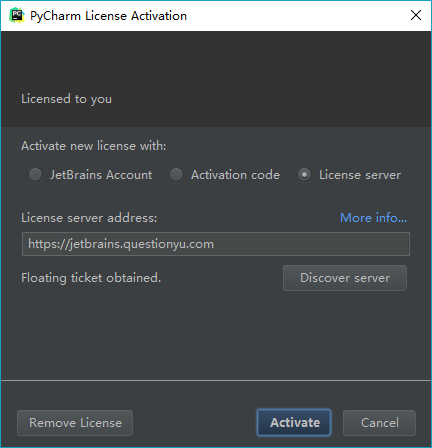 PyCharm License Activation
Licensed to you
Activate new license with:
JetBrains Account Activation code License server
License server address: More info...
https://jetbrains.questionyu.com
Floating ticket obtained. Discover server
Remove License Activate Cancel